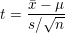 t = \frac{\bar{x} - \mu}{s/\sqrt{n}}